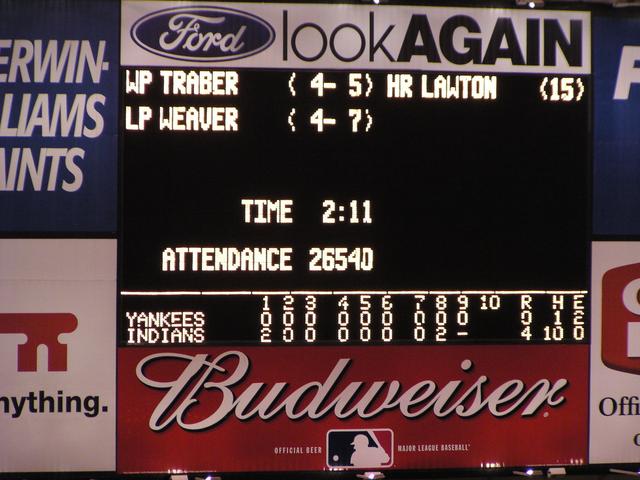 Ford lookAGAIN
ERWIN-
LIAMS
AINTS
WP TRABER ( 4- 5) HR LAWTON (15)
LP WEAVER ( 4- 7)
TIME 2:11
ATTENDANCE 26540
1 2 3 4 5 6 7 8 9 10 R H E
YANKEES 0 0 0 0 0 0 0 0 0 0 1 2
INDIANS 2 0 0 0 0 0 0 2 - 4 10 0
nything.
Budweiser
OFFICIAL BEER MAJOR LEAGUE BASEBALL
Offi